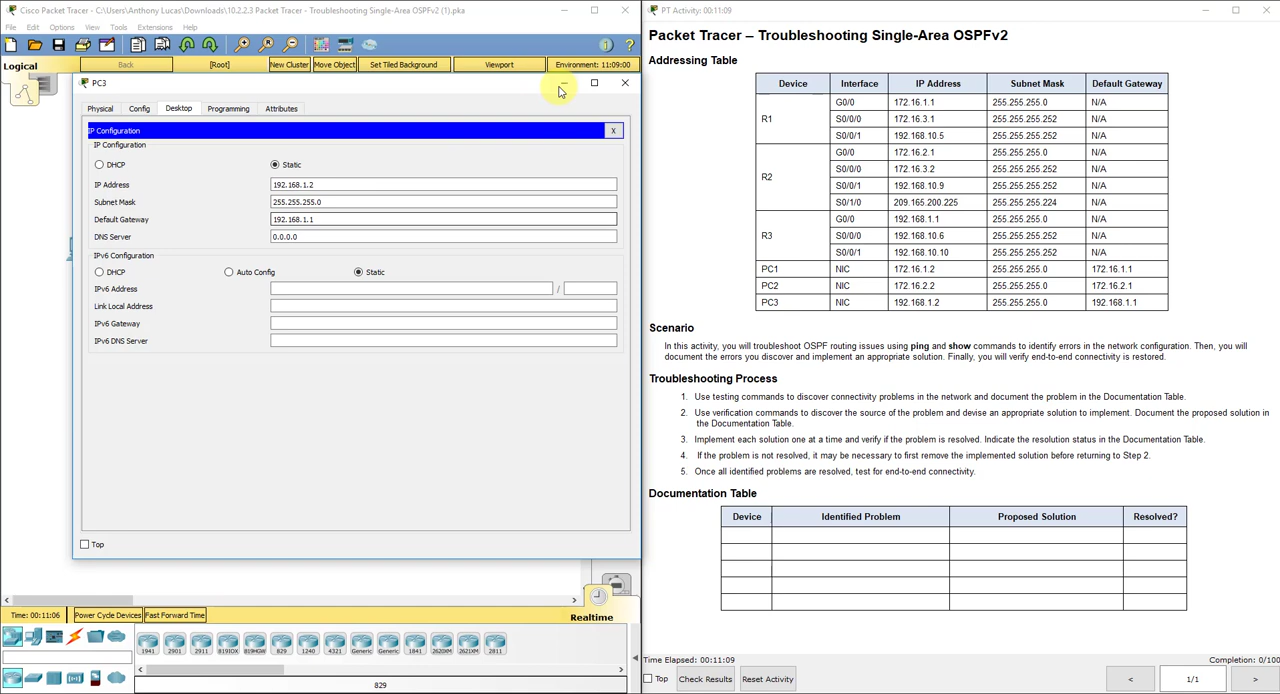 Cisco Packet Tracer - C:\Users\Anthony Lucas\Downloads\10.2.2.3 Packet Tracer - Troubleshooting Single-Area OSPFv2 (1).pka
File Edit Options View Tools Extensions Help
Logical Back [Root] New Cluster Move Object Set Tiled Background Viewport Environment: 11:09:00
PC3
Physical Config Desktop Programming Attributes
IP Configuration X
IP Configuration
DHCP Static
IP Address 192.168.1.2
Subnet Mask 255.255.255.0
Default Gateway 192.168.1.1
DNS Server 0.0.0.0
IPv6 Configuration
DHCP Auto Config Static
IPv6 Address /
Link Local Address
IPv6 Gateway
IPv6 DNS Server
Top
Time: 00:11:06 Power Cycle Devices Fast Forward Time Realtime
1941 2901 2911 819IOX 819HGW 829 1240 4321 Generic Generic 1841 2620XM 2621XM 2811
829
PT Activity: 00:11:09
Packet Tracer – Troubleshooting Single-Area OSPFv2
Addressing Table
Device Interface IP Address Subnet Mask Default Gateway
R1 G0/0 172.16.1.1 255.255.255.0 N/A
S0/0/0 172.16.3.1 255.255.255.252 N/A
S0/0/1 192.168.10.5 255.255.255.252 N/A
R2 G0/0 172.16.2.1 255.255.255.0 N/A
S0/0/0 172.16.3.2 255.255.255.252 N/A
S0/0/1 192.168.10.9 255.255.255.252 N/A
S0/1/0 209.165.200.225 255.255.255.224 N/A
R3 G0/0 192.168.1.1 255.255.255.0 N/A
S0/0/0 192.168.10.6 255.255.255.252 N/A
S0/0/1 192.168.10.10 255.255.255.252 N/A
PC1 NIC 172.16.1.2 255.255.255.0 172.16.1.1
PC2 NIC 172.16.2.2 255.255.255.0 172.16.2.1
PC3 NIC 192.168.1.2 255.255.255.0 192.168.1.1
Scenario
In this activity, you will troubleshoot OSPF routing issues using ping and show commands to identify errors in the network configuration. Then, you will
document the errors you discover and implement an appropriate solution. Finally, you will verify end-to-end connectivity is restored.
Troubleshooting Process
1. Use testing commands to discover connectivity problems in the network and document the problem in the Documentation Table.
2. Use verification commands to discover the source of the problem and devise an appropriate solution to implement. Document the proposed solution in
the Documentation Table.
3. Implement each solution one at a time and verify if the problem is resolved. Indicate the resolution status in the Documentation Table.
4. If the problem is not resolved, it may be necessary to first remove the implemented solution before returning to Step 2.
5. Once all identified problems are resolved, test for end-to-end connectivity.
Documentation Table
Device Identified Problem Proposed Solution Resolved?
Time Elapsed: 00:11:09 Completion: 0/100
Top Check Results Reset Activity < 1/1 >